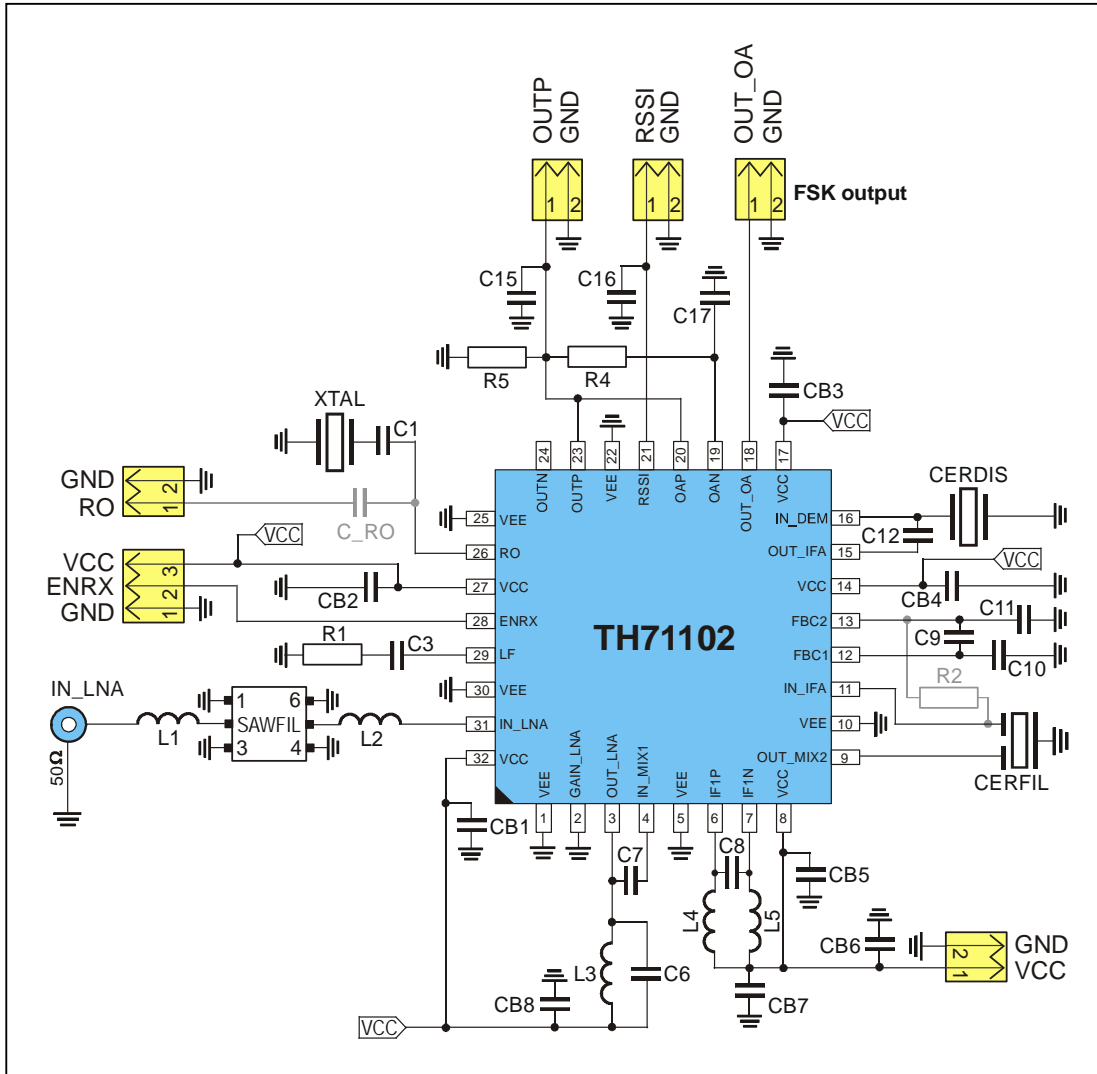 OUTP
GND
RSSI
GND
OUT_OA
GND
1 2
1 2
1 2
FSK output
C15
C16
C17
R5
R4
CB3
VCC
XTAL
C1
GND
RO
2
1
C_RO
VCC
VCC
ENRX
GND
3
2
1
CB2
R1
C3
IN_LNA
50Ω
L1
1
6
SAWFIL
3
4
L2
24
23
22
21
20
19
18
17
OUTN
OUTP
VEE
RSSI
OAP
OAN
OUT_OA
VCC
25 VEE
26 RO
27 VCC
28 ENRX
29 LF
30 VEE
31 IN_LNA
32 VCC
TH71102
IN_DEM 16
OUT_IFA 15
VCC 14
FBC2 13
FBC1 12
IN_IFA 11
VEE 10
OUT_MIX2 9
VEE
GAIN_LNA
OUT_LNA
IN_MIX1
VEE
IF1P
IF1N
VCC
1
2
3
4
5
6
7
8
CERDIS
C12
VCC
CB4
C11
C9
C10
R2
CERFIL
CB1
C7
C8
CB5
L4
L5
CB6
2
1
GND
VCC
L3
C6
CB8
CB7
VCC